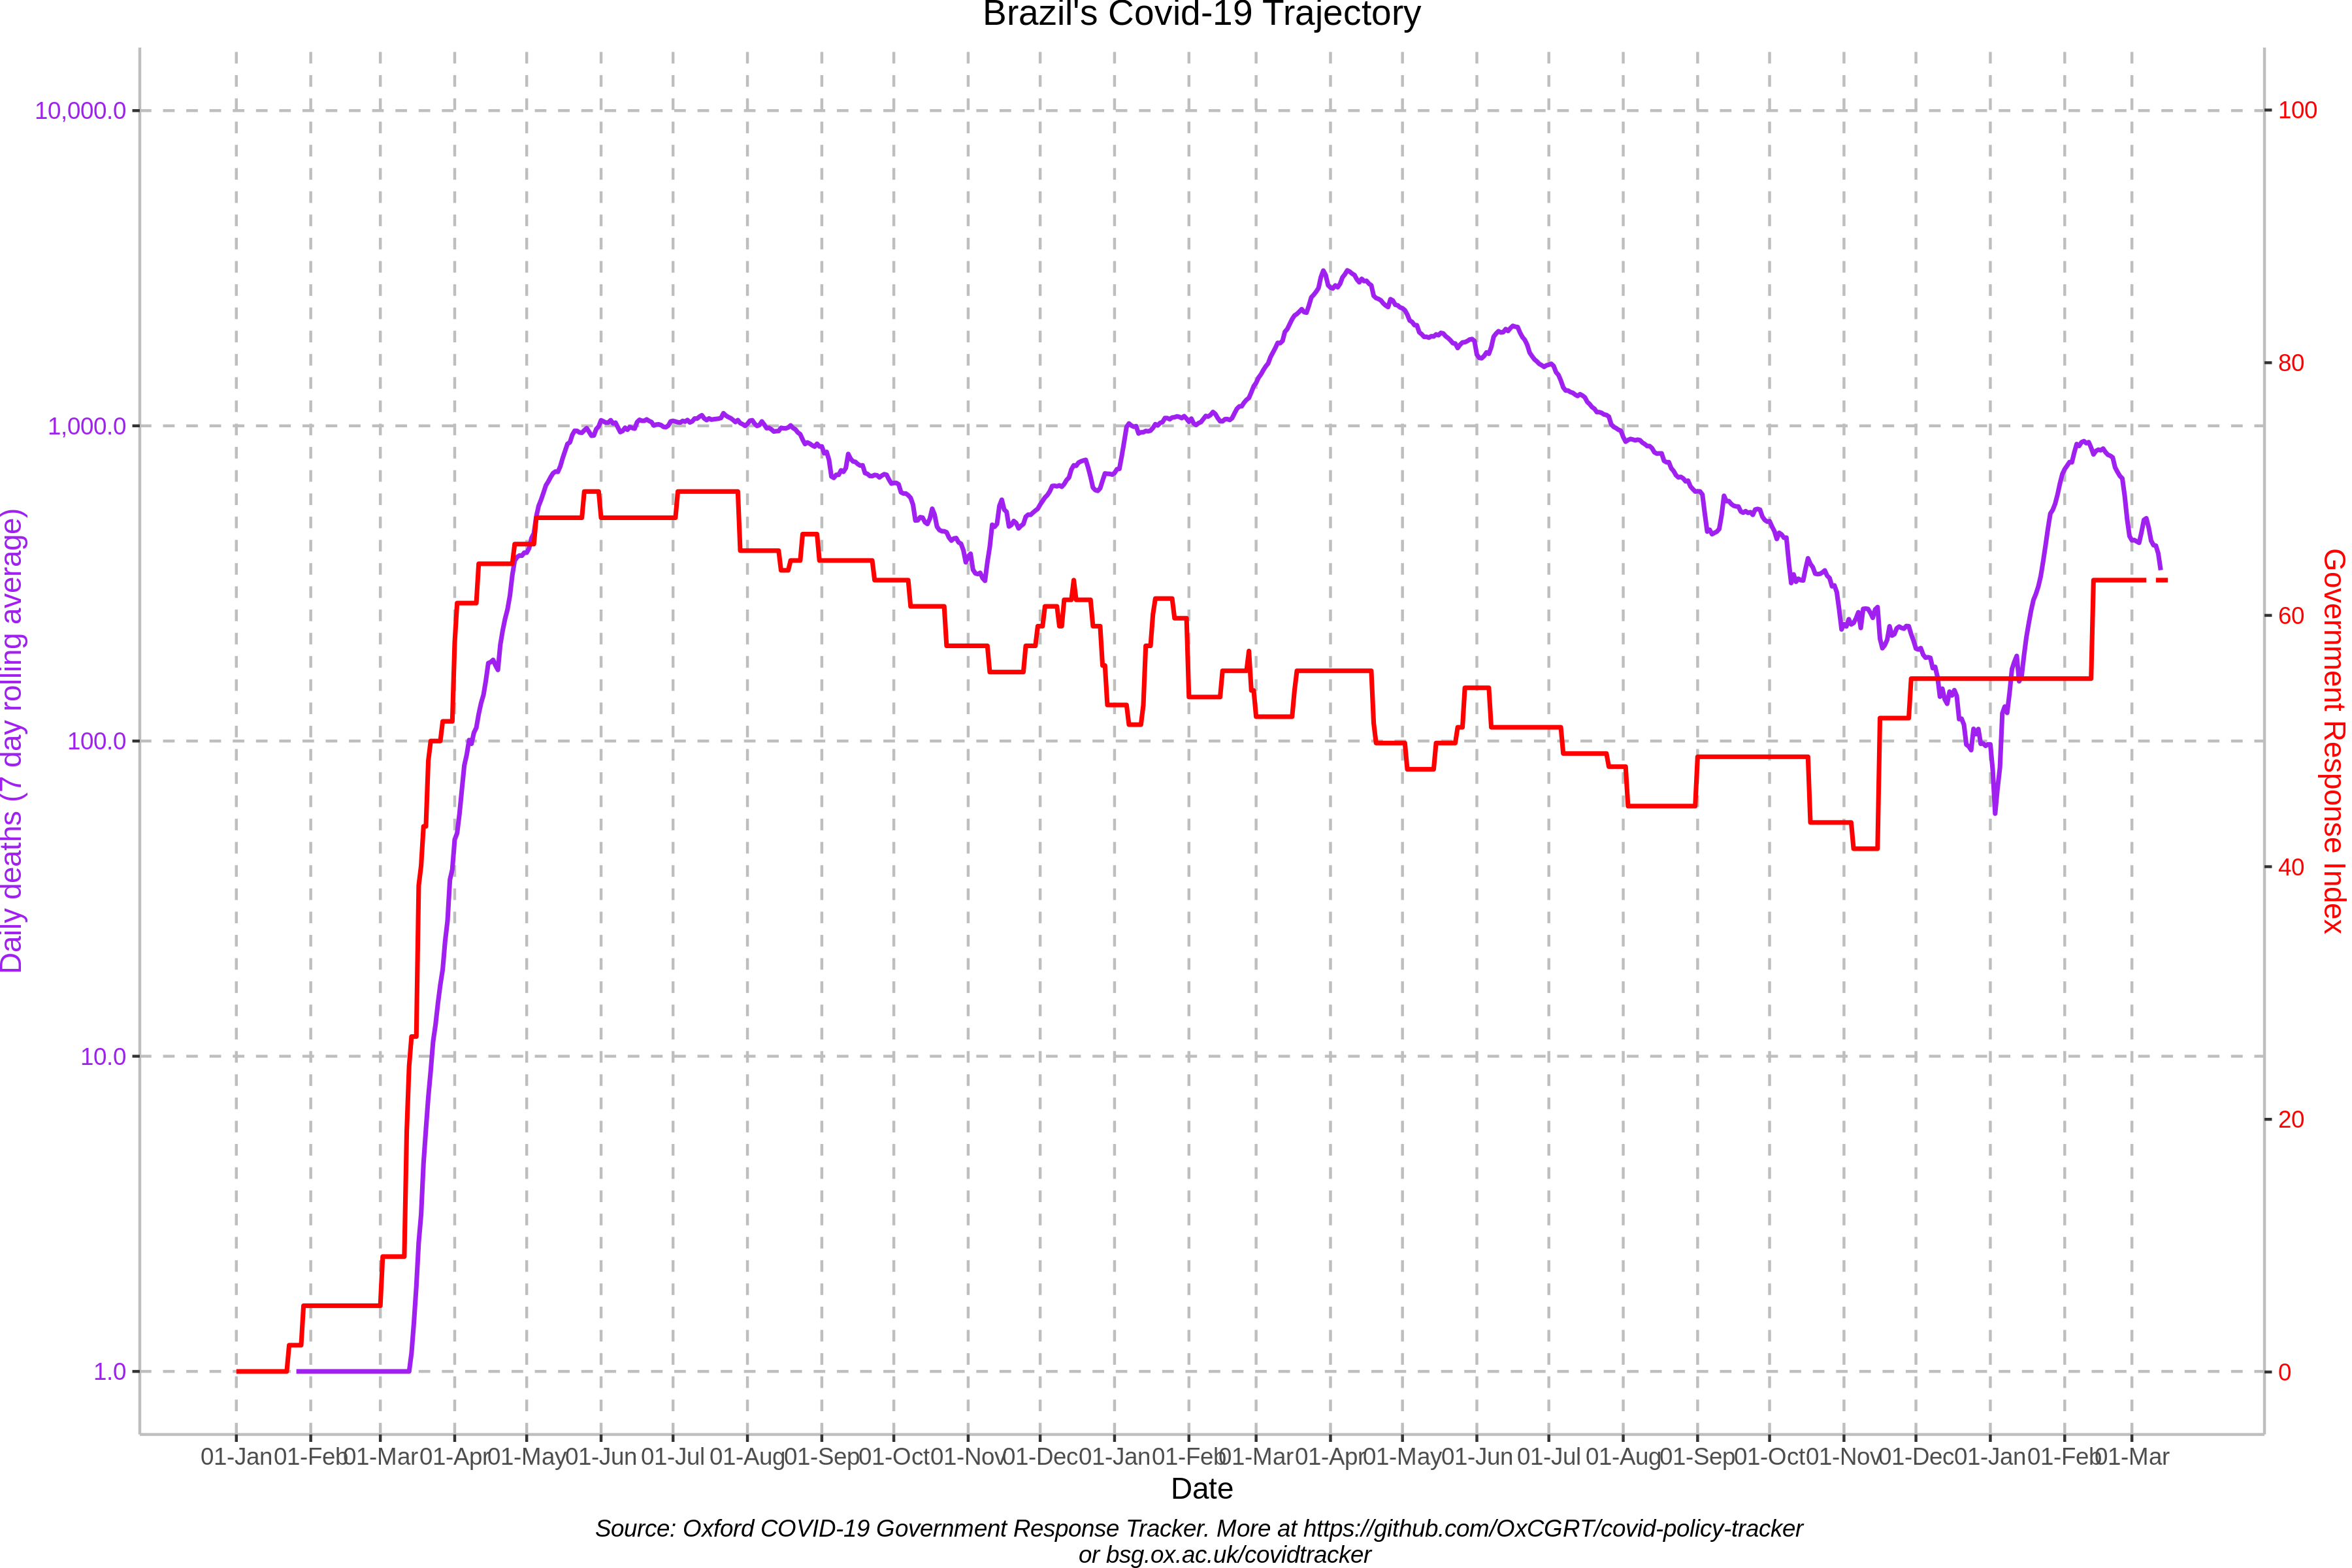 Brazil's Covid-19 Trajectory
10,000.0
1,000.0
100.0
10.0
1.0
Daily deaths (7 day rolling average)
100
80
60
40
20
0
Government Response Index
01-Jan 01-Feb 01-Mar 01-Apr 01-May 01-Jun 01-Jul 01-Aug 01-Sep 01-Oct 01-Nov 01-Dec 01-Jan 01-Feb 01-Mar 01-Apr 01-May 01-Jun 01-Jul 01-Aug 01-Sep 01-Oct 01-Nov 01-Dec 01-Jan 01-Feb 01-Mar
Date
Source: Oxford COVID-19 Government Response Tracker. More at https://github.com/OxCGRT/covid-policy-tracker
or bsg.ox.ac.uk/covidtracker